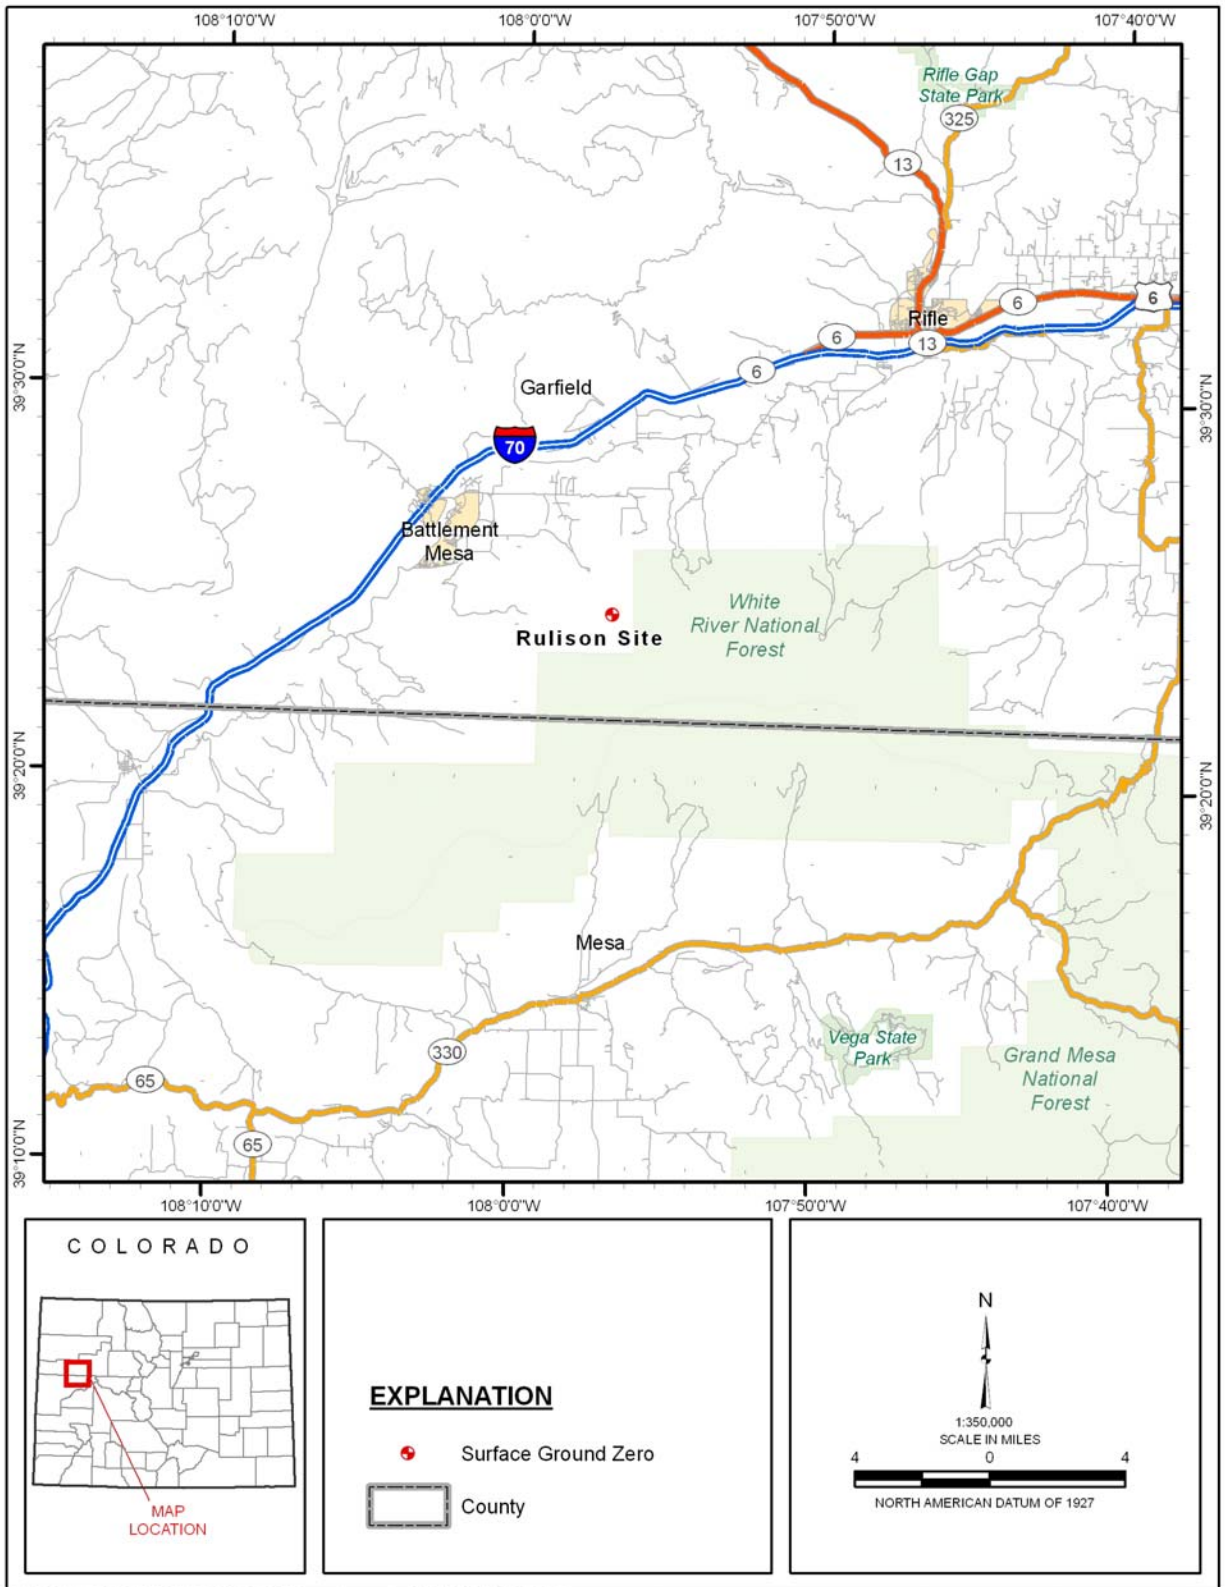 108°10'0"W
108°0'0"W
107°50'0"W
107°40'0"W
Rifle Gap
State Park
325
13
6
6
Rifle
6
13
6
39°30'0"N
39°30'0"N
Garfield
70
Battlement
Mesa
White
River National
Forest
Rulison Site
39°20'0"N
39°20'0"N
Mesa
Vega State
Park
Grand Mesa
National
Forest
330
65
65
39°10'0"N
39°10'0"N
108°10'0"W
108°0'0"W
107°50'0"W
107°40'0"W
COLORADO
MAP
LOCATION
EXPLANATION
Surface Ground Zero
County
N
1:350,000
SCALE IN MILES
4 0 4
NORTH AMERICAN DATUM OF 1927